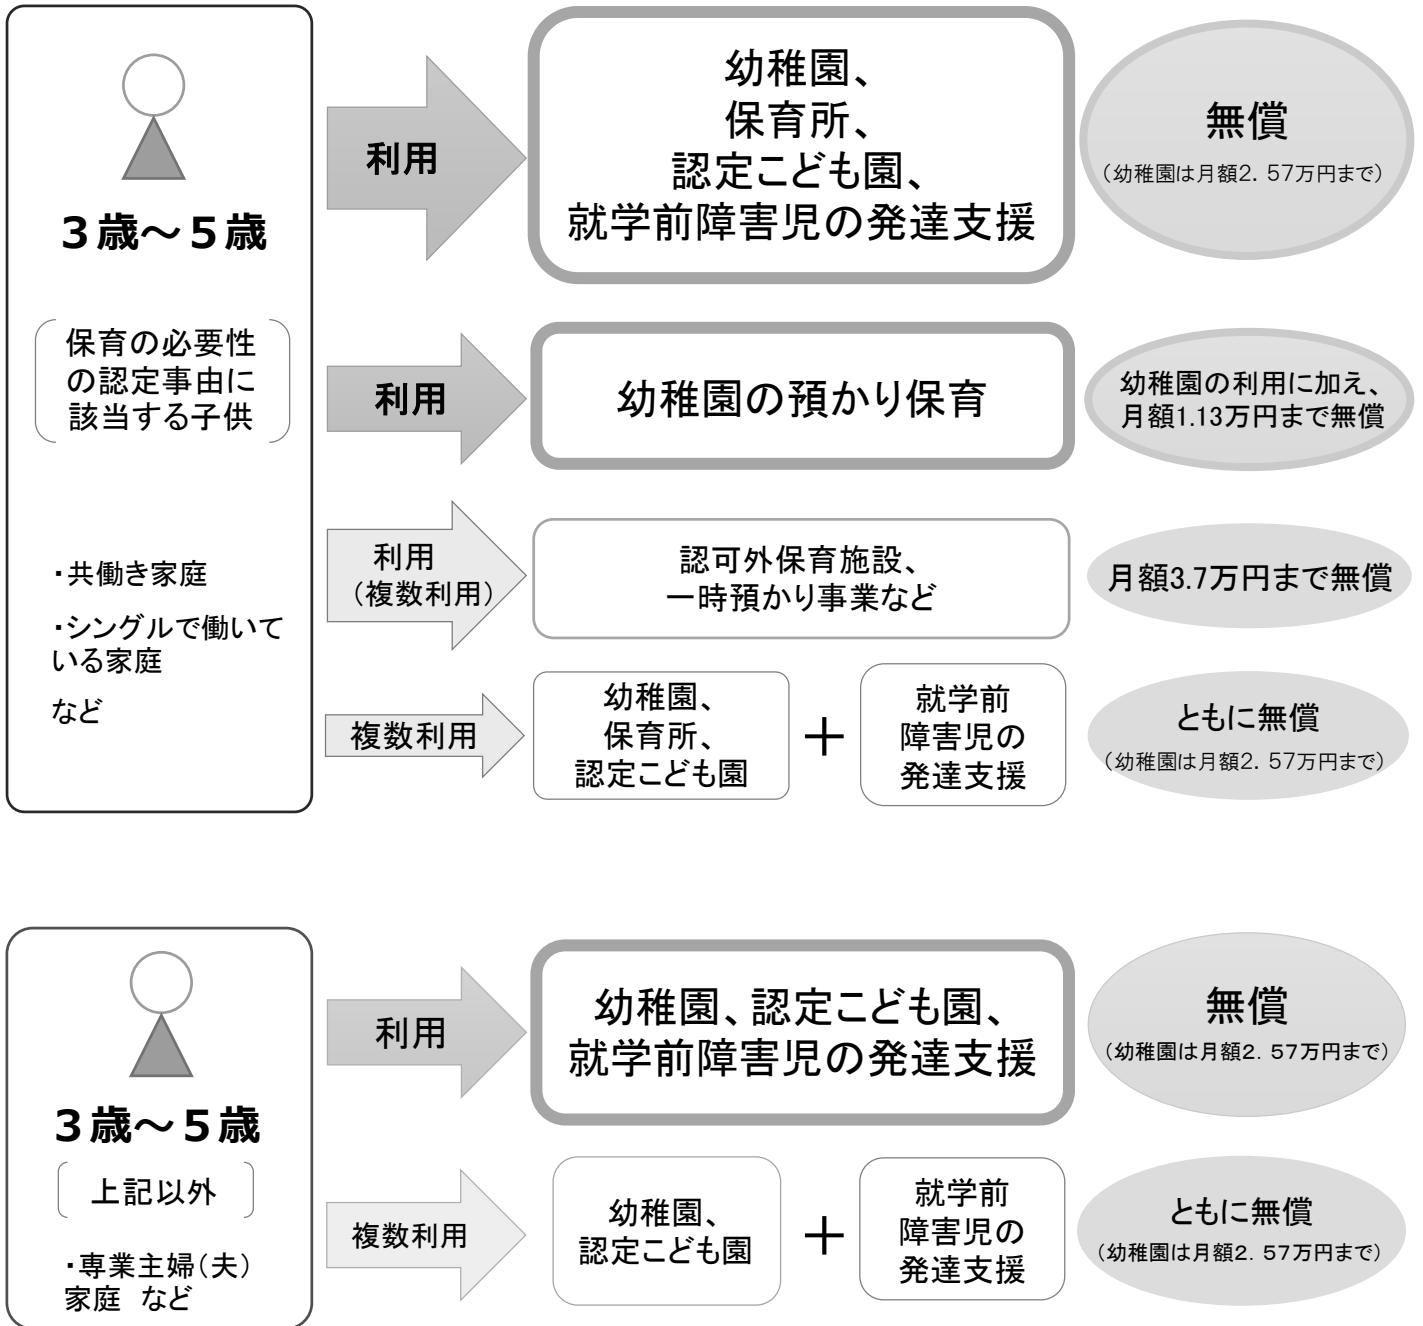 ３歳～５歳
保育の必要性
の認定事由に
該当する子供
・共働き家庭
・シングルで働いて
いる家庭
など
利用
幼稚園、
保育所、
認定こども園、
就学前障害児の発達支援
無償
（幼稚園は月額２．５７万円まで）
利用
幼稚園の預かり保育
幼稚園の利用に加え、
月額1.13万円まで無償
利用
（複数利用）
認可外保育施設、
一時預かり事業など
月額3.7万円まで無償
複数利用
幼稚園、
保育所、
認定こども園
＋
就学前
障害児の
発達支援
ともに無償
（幼稚園は月額２．５７万円まで）
３歳～５歳
上記以外
・専業主婦（夫）
家庭　など
利用
幼稚園、認定こども園、
就学前障害児の発達支援
無償
（幼稚園は月額２．５７万円まで）
複数利用
幼稚園、
認定こども園
＋
就学前
障害児の
発達支援
ともに無償
（幼稚園は月額２．５７万円まで）